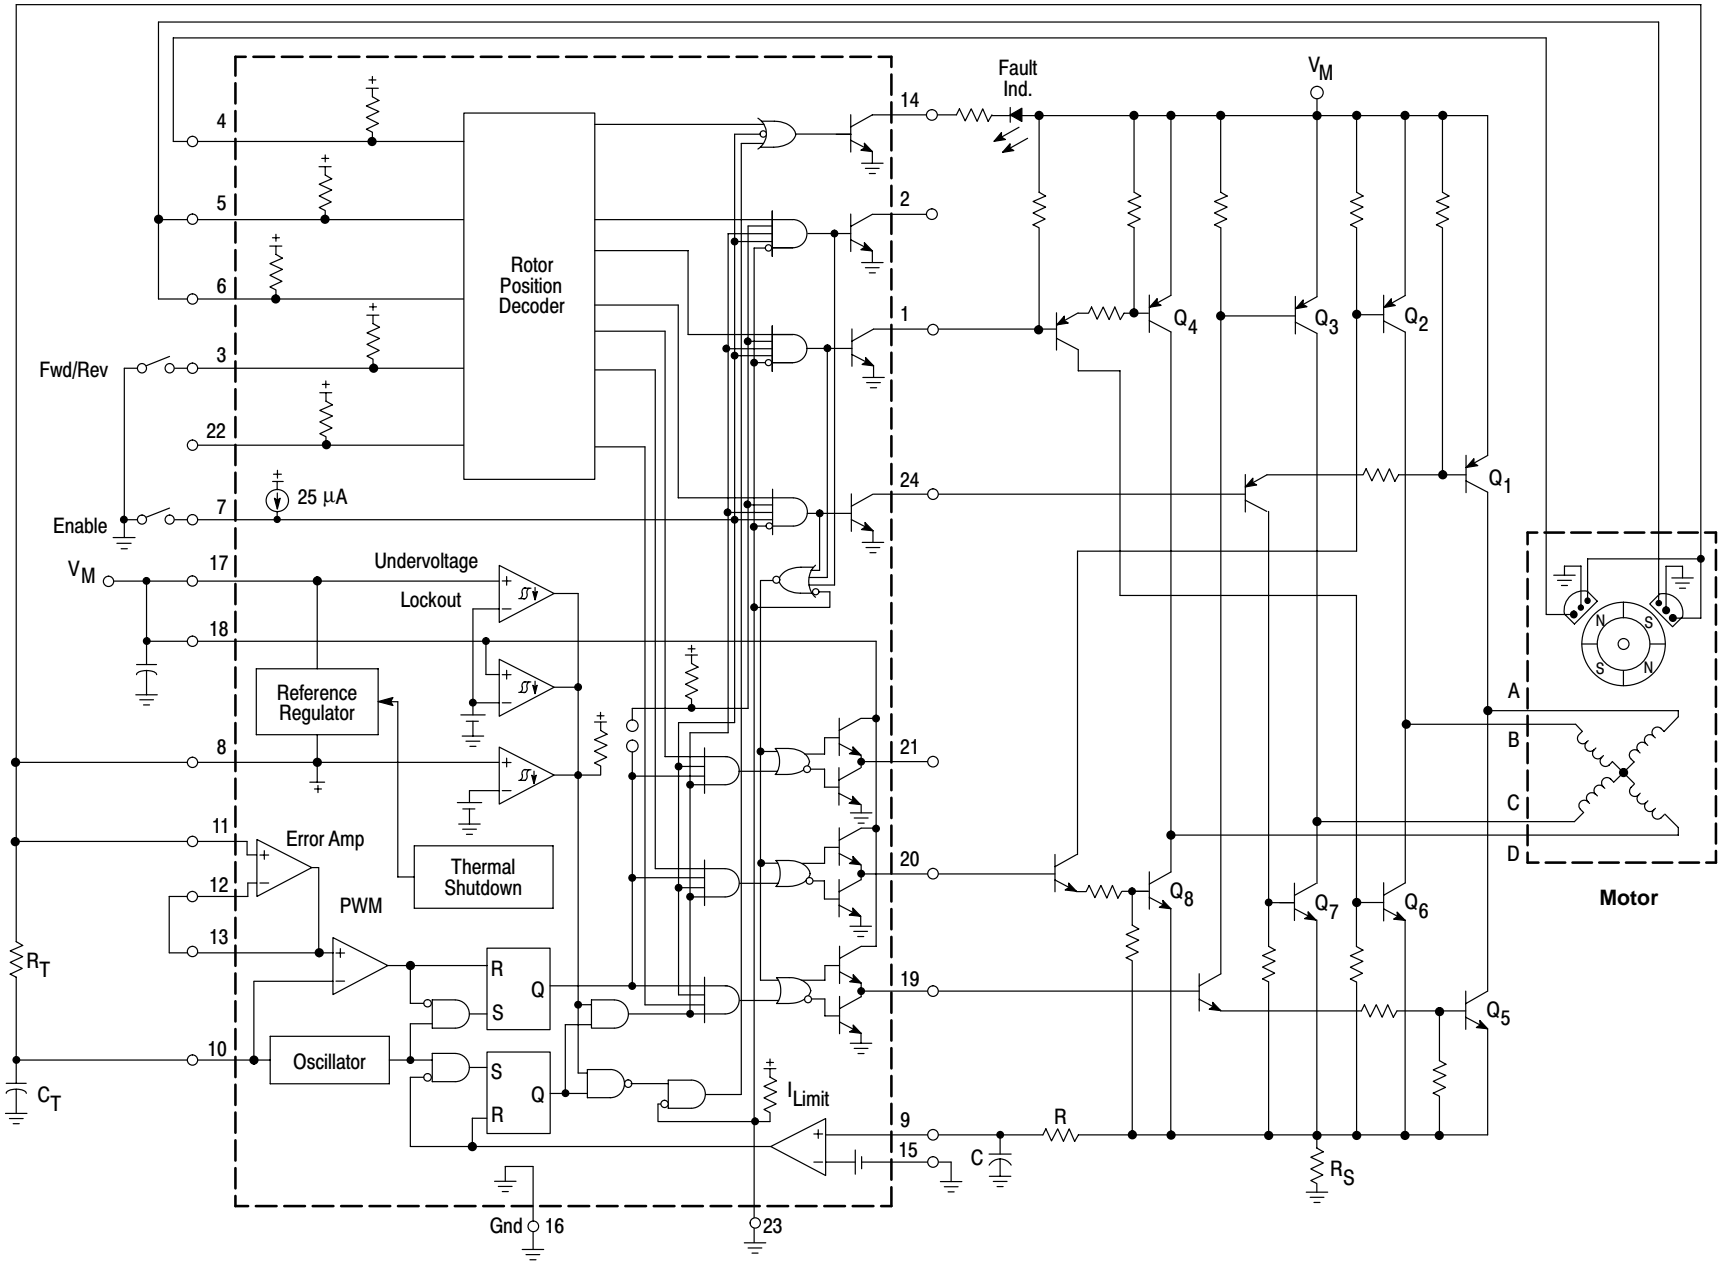 Fault
Ind.
V_M
4
14
5
2
Rotor
Position
Decoder
6
1
Q_4
Q_3
Q_2
Fwd/Rev
3
22
24
Q_1
25 μA
Enable
7
17
Undervoltage
V_M
Lockout
18
N
S
S
N
Reference
Regulator
A
8
21
B
C
D
11
Error Amp
Thermal
Shutdown
20
12
PWM
Q_8
Q_7
Q_6
Motor
13
R_T
R
Q
S
19
Q_5
10
Oscillator
S
Q
R
C_T
I_Limit
9
R
15
C
R_S
Gnd
16
23